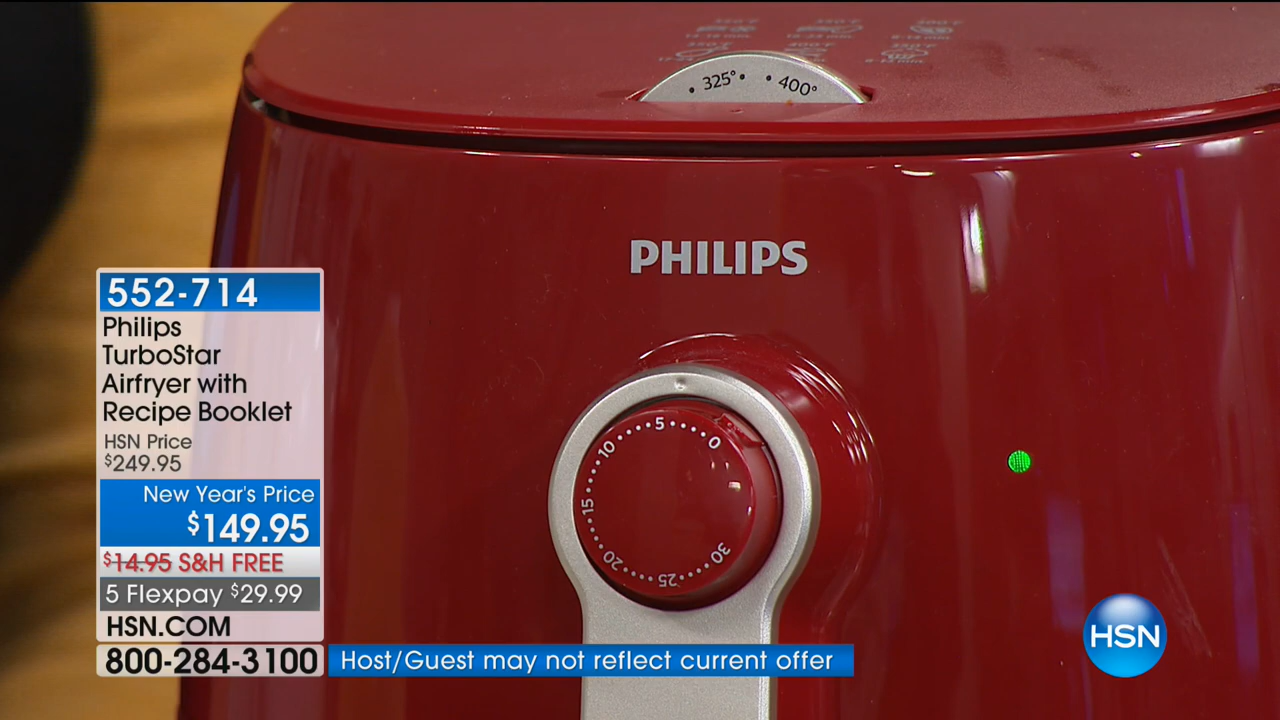 325° 400°
PHILIPS
5
0
10
15
20
25
30
552-714
Philips
TurboStar
Airfryer with
Recipe Booklet
HSN Price
$249.95
New Year's Price
$149.95
$14.95 S&H FREE
5 Flexpay $29.99
HSN.COM
800-284-3100
Host/Guest may not reflect current offer
HSN